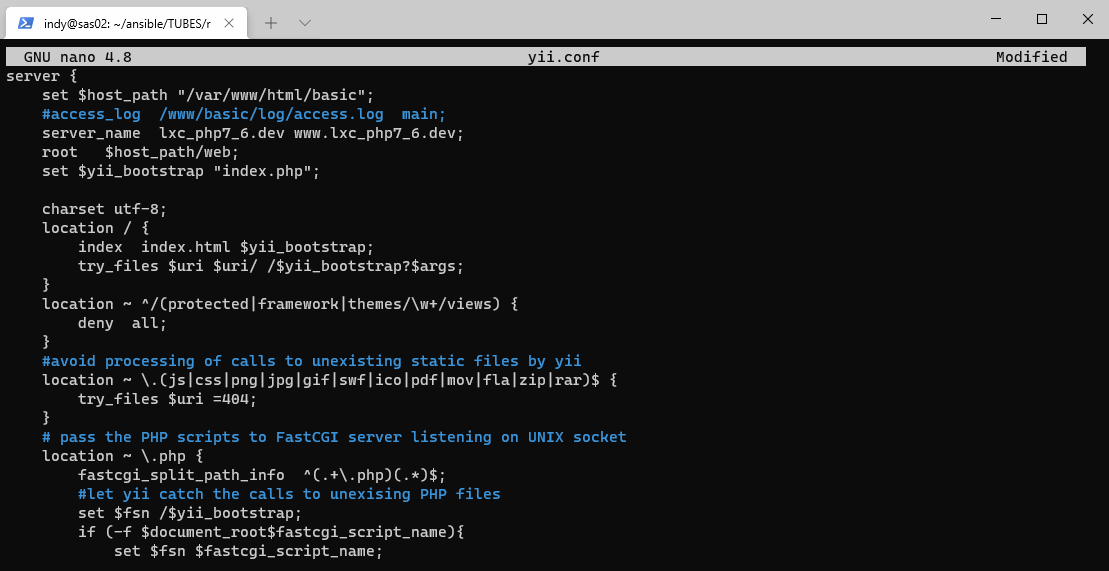 indy@sas02: ~/ansible/TUBES/r
GNU nano 4.8 yii.conf Modified
server {
    set $host_path "/var/www/html/basic";
    #access_log  /www/basic/log/access.log  main;
    server_name  lxc_php7_6.dev www.lxc_php7_6.dev;
    root   $host_path/web;
    set $yii_bootstrap "index.php";

    charset utf-8;
    location / {
        index  index.html $yii_bootstrap;
        try_files $uri $uri/ /$yii_bootstrap?$args;
    }
    location ~ ^/(protected|framework|themes/\w+/views) {
        deny  all;
    }
    #avoid processing of calls to unexisting static files by yii
    location ~ \.(js|css|png|jpg|gif|swf|ico|pdf|mov|fla|zip|rar)$ {
        try_files $uri =404;
    }
    # pass the PHP scripts to FastCGI server listening on UNIX socket
    location ~ \.php {
        fastcgi_split_path_info  ^(.+\.php)(.*)$;
        #let yii catch the calls to unexising PHP files
        set $fsn /$yii_bootstrap;
        if (-f $document_root$fastcgi_script_name){
            set $fsn $fastcgi_script_name;